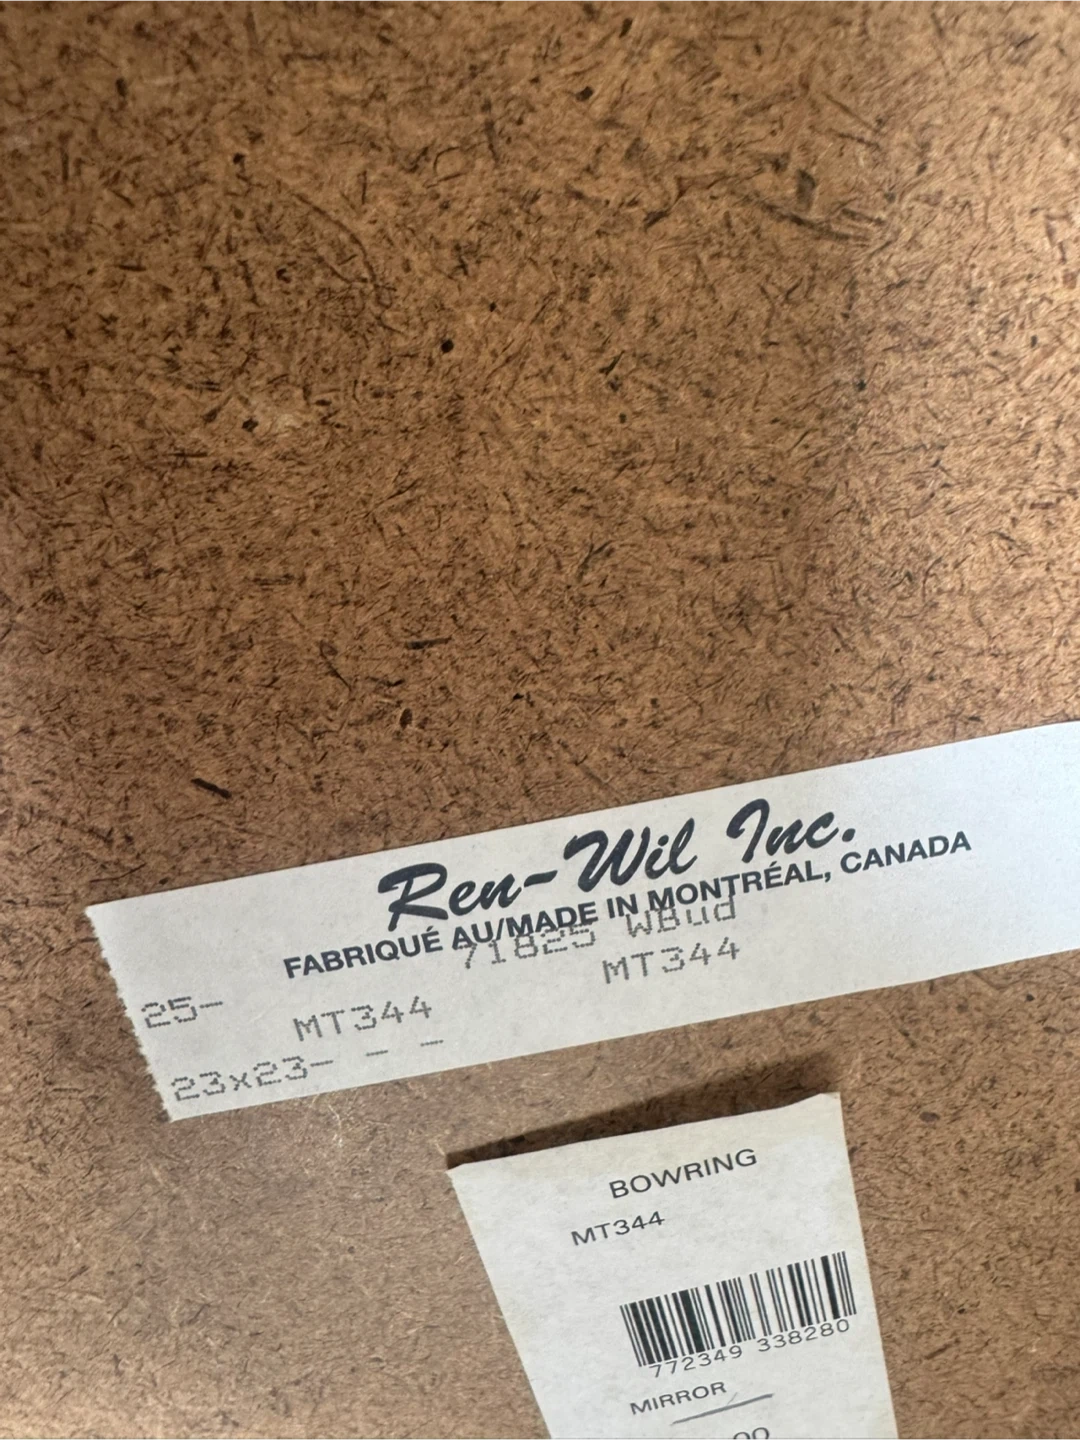 Ren-Wil Inc.
FABRIQUÉ AU/MADE IN MONTRÉAL, CANADA
71825 WBud
MT344
25-
MT344
23x23- - -
BOWRING
MT344
772349 338280
MIRROR